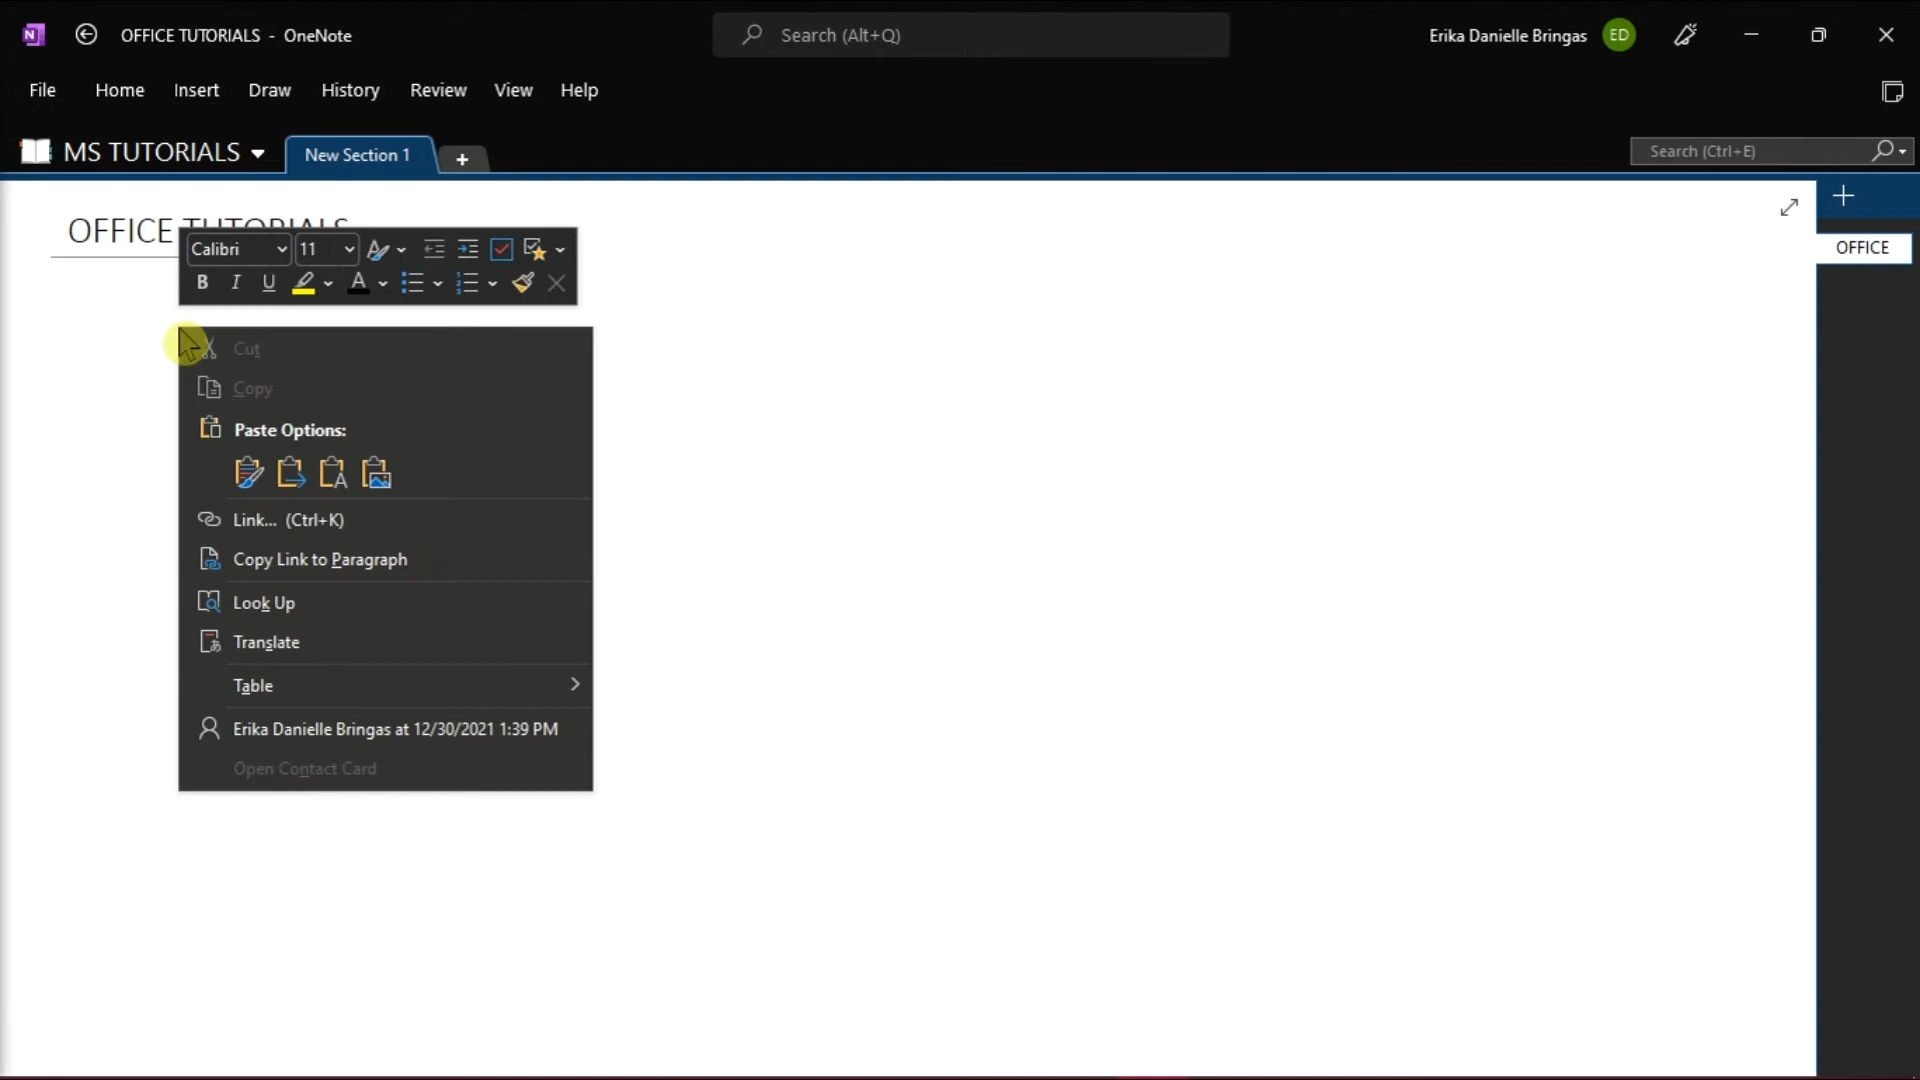 OFFICE TUTORIALS - OneNote
Search (Alt+Q)
Erika Danielle Bringas ED
File Home Insert Draw History Review View Help
MS TUTORIALS New Section 1
Search (Ctrl+E)
OFFICE TUTORIALS
OFFICE
Calibri 11
B I U A
Cut
Copy
Paste Options:
Link... (Ctrl+K)
Copy Link to Paragraph
Look Up
Translate
Table
Erika Danielle Bringas at 12/30/2021 1:39 PM
Open Contact Card